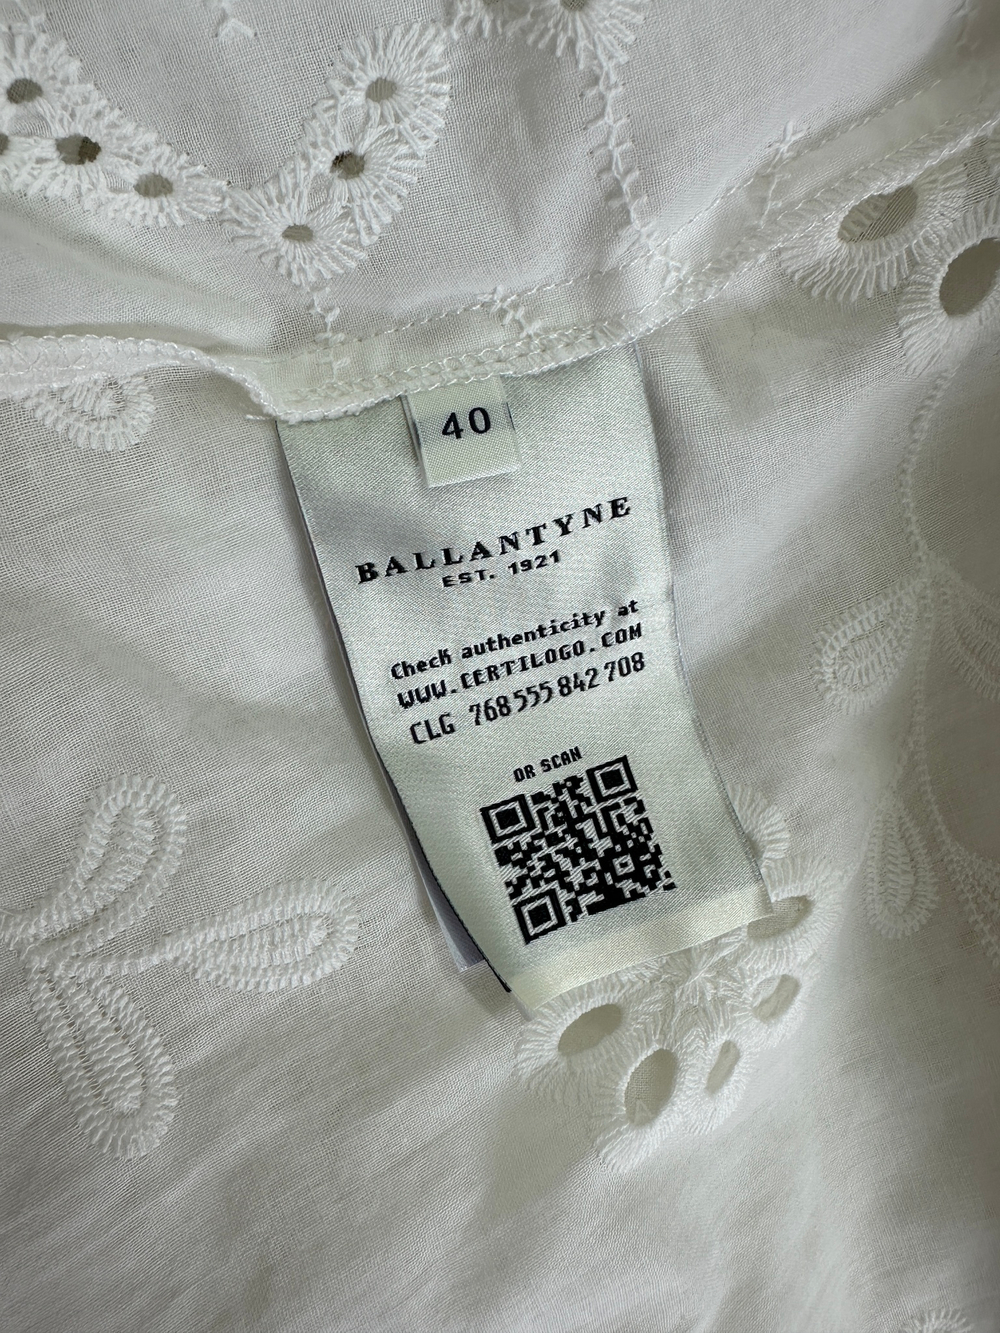 40
BALLANTYNE
EST. 1921
Check authenticity at
WWW.CERTILOGO.COM
CLG 768 555 842 708
OR SCAN